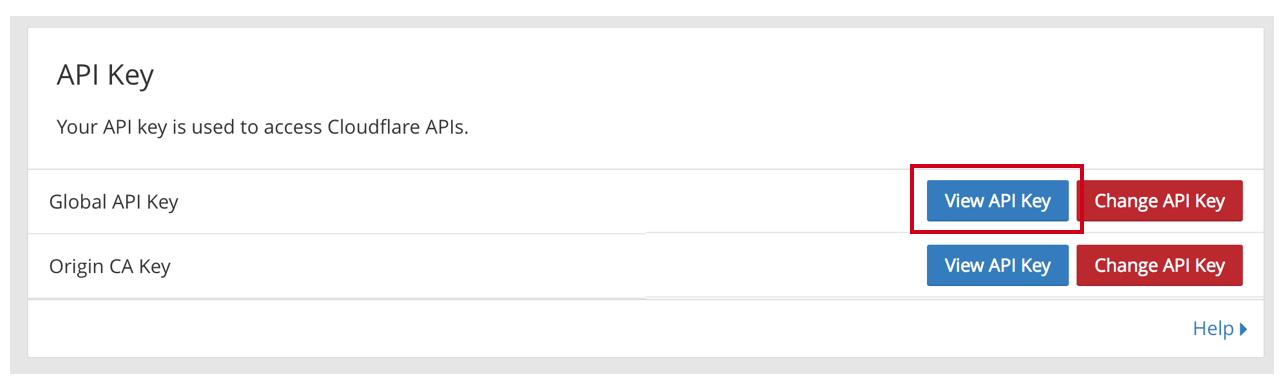 API Key
Your API key is used to access Cloudflare APIs.
Global API Key View API Key Change API Key
Origin CA Key View API Key Change API Key
Help